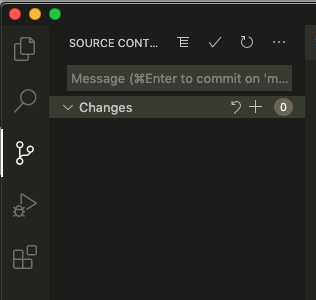 SOURCE CONT...
Message (⌘Enter to commit on 'm...
Changes 0